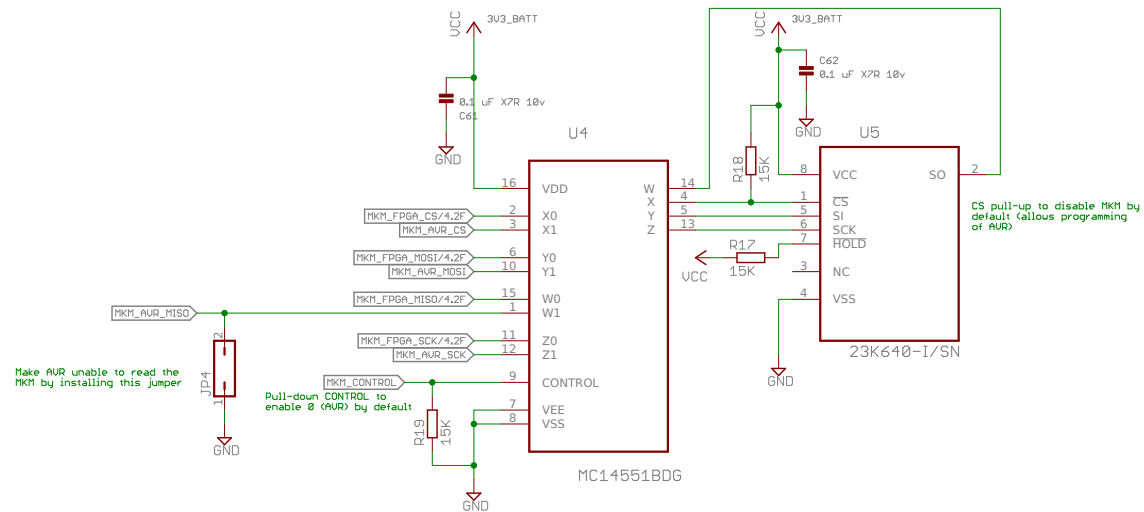 VCC
3V3_BATT
0.1 uF X7R 10v
C61
GND
VCC
3V3_BATT
C62
0.1 uF X7R 10v
GND
R18
15K
U4
U5
16
VDD
W
14
X
4
Y
5
Z
13
8
VCC
SO
2
1
CS
5
SI
6
SCK
7
HOLD
3
NC
4
VSS
CS pull-up to disable MKM by
default (allows programming
of AVR)
MKM_FPGA_CS/4.2F
2
X0
MKM_AVR_CS
3
X1
MKM_FPGA_MOSI/4.2F
6
Y0
MKM_AVR_MOSI
10
Y1
MKM_FPGA_MISO/4.2F
15
W0
MKM_AVR_MISO
1
W1
MKM_FPGA_SCK/4.2F
11
Z0
MKM_AVR_SCK
12
Z1
MKM_CONTROL
9
CONTROL
7
VEE
8
VSS
R17
15K
VCC
23K640-I/SN
GND
Make AVR unable to read the
MKM by installing this jumper
JP4
2
1
GND
Pull-down CONTROL to
enable 0 (AVR) by default
R19
15K
GND
MC14551BDG